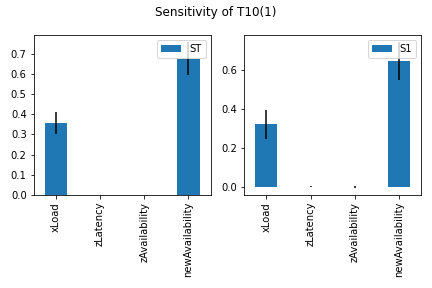 Sensitivity of T10(1)
ST
0.7
0.6
0.5
0.4
0.3
0.2
0.1
0.0
xLoad
zLatency
zAvailability
newAvailability
S1
0.6
0.4
0.2
0.0
xLoad
zLatency
zAvailability
newAvailability